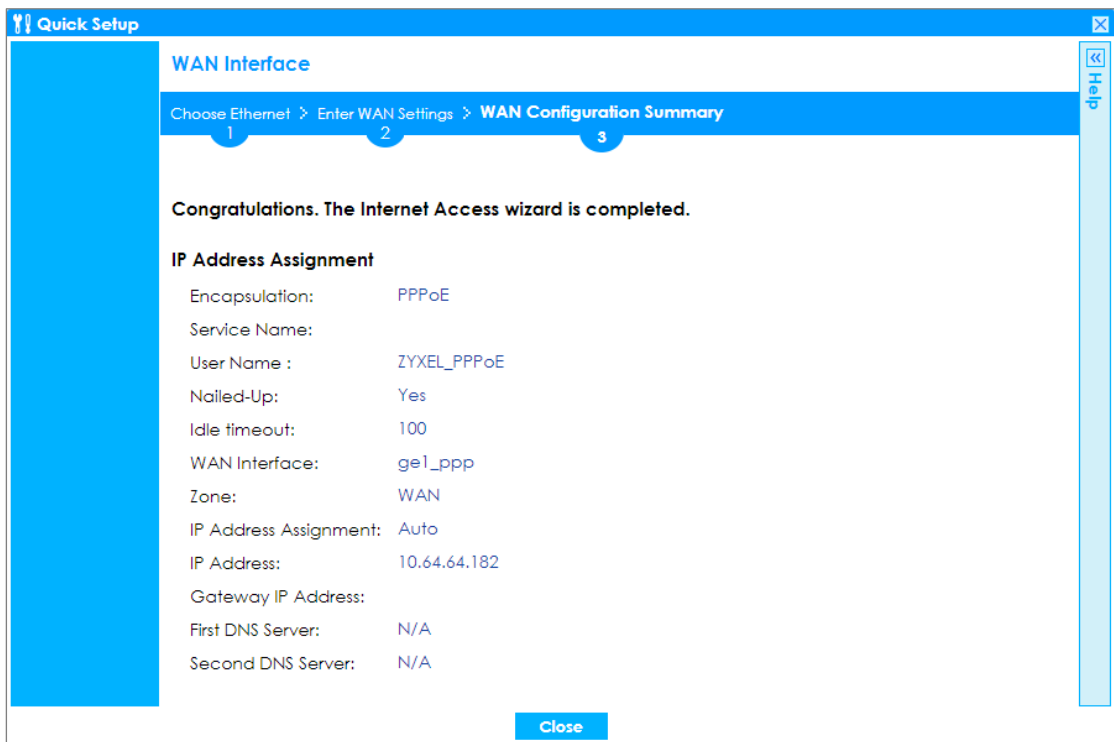 Quick Setup
Help
WAN Interface
Choose Ethernet > Enter WAN Settings > WAN Configuration Summary
1 2 3
Congratulations. The Internet Access wizard is completed.
IP Address Assignment
Encapsulation: PPPoE
Service Name:
User Name : ZYXEL_PPPoE
Nailed-Up: Yes
Idle timeout: 100
WAN Interface: ge1_ppp
Zone: WAN
IP Address Assignment: Auto
IP Address: 10.64.64.182
Gateway IP Address:
First DNS Server: N/A
Second DNS Server: N/A
Close